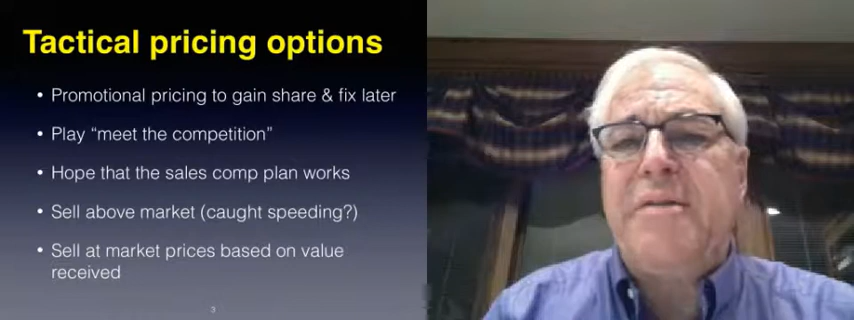 Tactical pricing options
• Promotional pricing to gain share & fix later
• Play “meet the competition”
• Hope that the sales comp plan works
• Sell above market (caught speeding?)
• Sell at market prices based on value
received
3